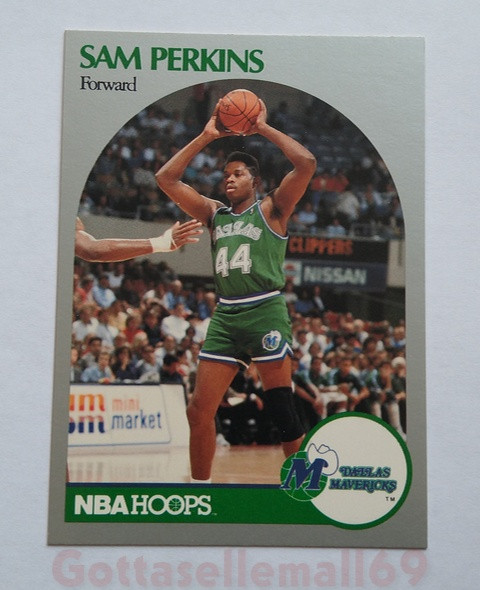 SAM PERKINS
Forward
DALLAS
44
CLIPPERS
NISSAN
mini
market
M
DALLAS
MAVERICKS
TM
NBA HOOPS
Gottasellemall69